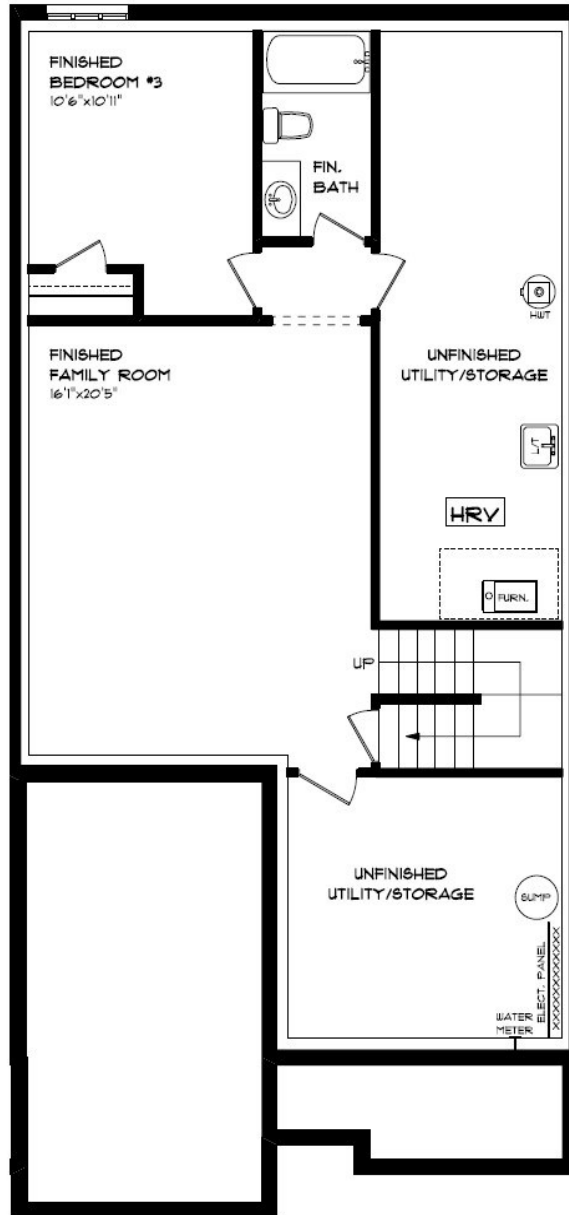 FINISHED
BEDROOM #3
10'6"x10'11"
FIN.
BATH
HWT
FINISHED
FAMILY ROOM
16'1"x20'5"
UNFINISHED
UTILITY/STORAGE
L/T
HRV
FURN.
UP
UNFINISHED
UTILITY/STORAGE
SUMP
ELECT. PANEL
WATER
METER